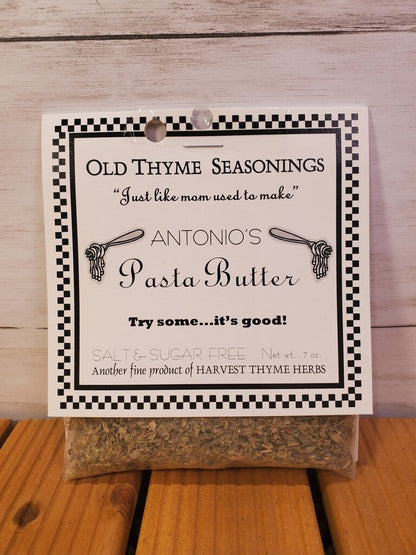 OLD THYME SEASONINGS
"Just like mom used to make"
ANTONIO'S
Pasta Butter
Try some...it's good!
SALT & SUGAR FREE Net wt. .7 oz.
Another fine product of HARVEST THYME HERBS